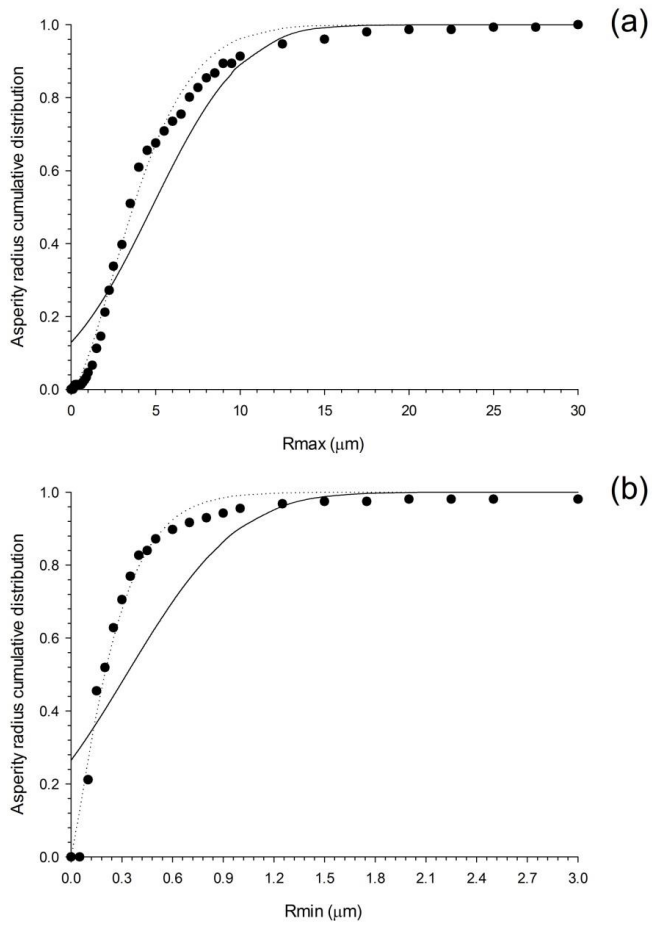 (a)
1.0
0.8
0.6
0.4
0.2
0.0
Asperity radius cumulative distribution
0 5 10 15 20 25 30
Rmax (μm)
(b)
1.0
0.8
0.6
0.4
0.2
0.0
Asperity radius cumulative distribution
0.0 0.3 0.6 0.9 1.2 1.5 1.8 2.1 2.4 2.7 3.0
Rmin (μm)